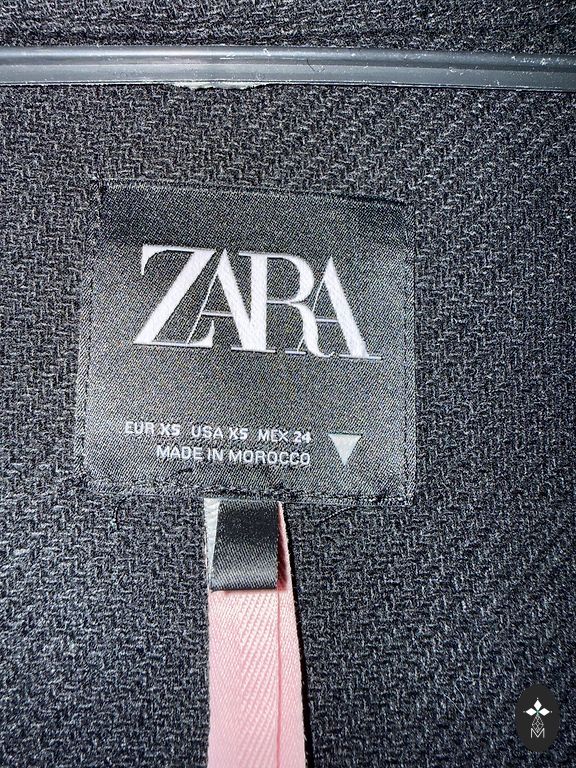 ZARA
EUR XS USA XS MEX 24
MADE IN MOROCCO
M